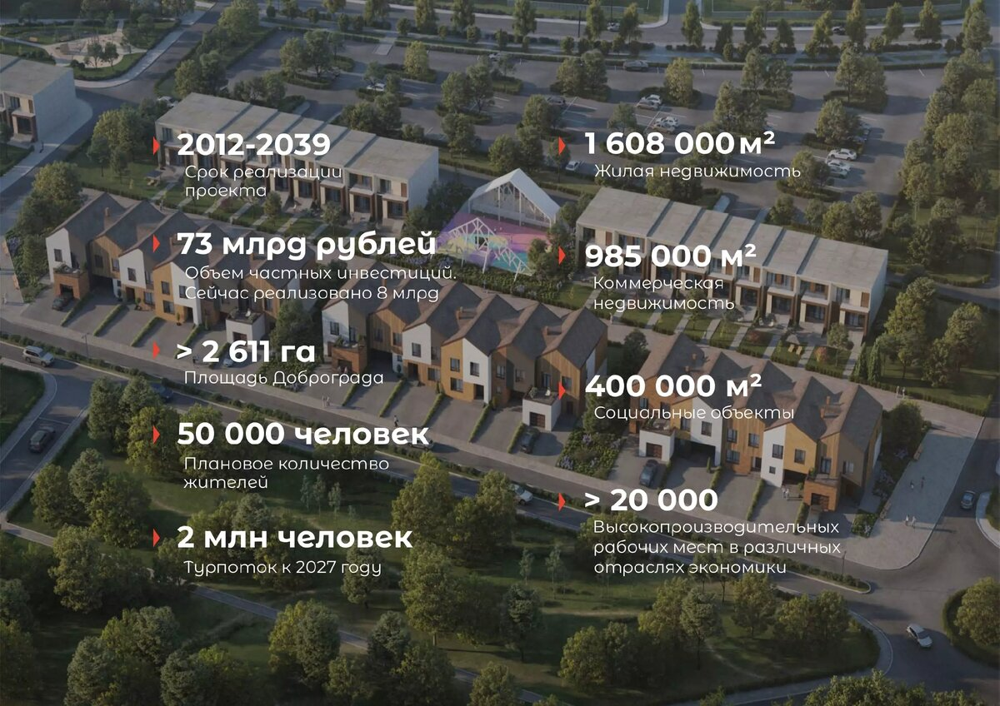 2012-2039
Срок реализации
проекта
73 млрд рублей
Объем частных инвестиций.
Сейчас реализовано 8 млрд
> 2 611 га
Площадь Доброграда
50 000 человек
Плановое количество
жителей
2 млн человек
Турпоток к 2027 году
1 608 000 м²
Жилая недвижимость
985 000 м²
Коммерческая
недвижимость
400 000 м²
Социальные объекты
> 20 000
Высокопроизводительных
рабочих мест в различных
отраслях экономики